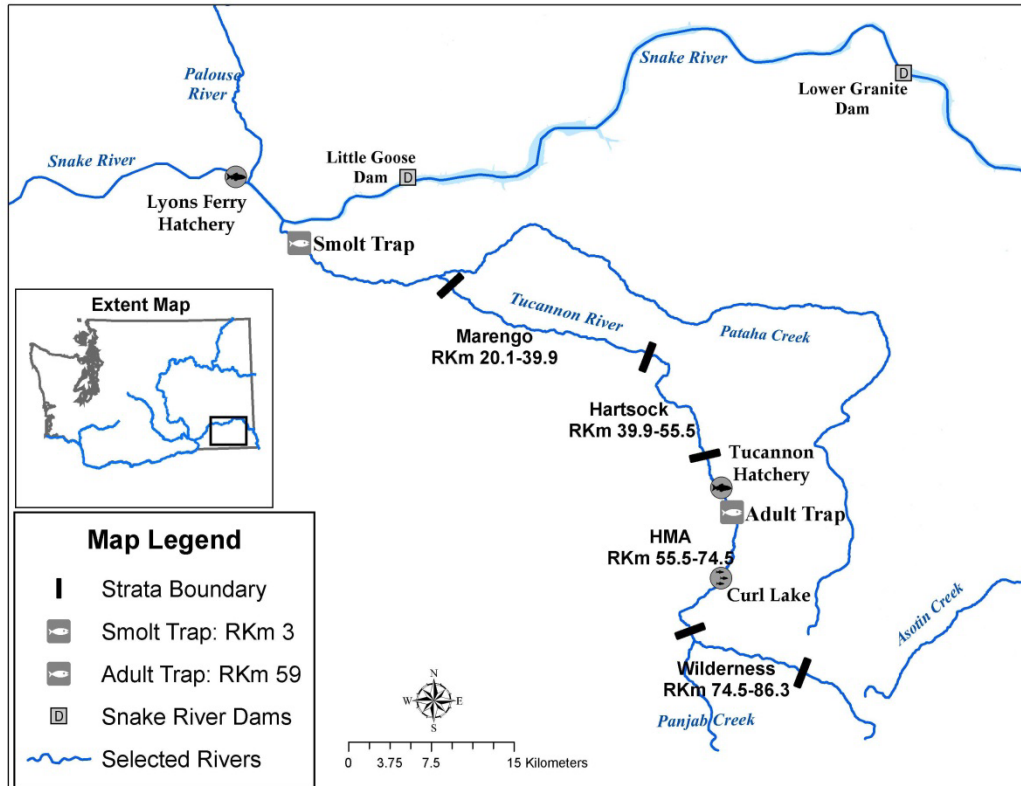 Palouse
River
Snake River
Lower Granite
Dam
D
Snake River
Little Goose
Dam
D
Lyons Ferry
Hatchery
Smolt Trap
Extent Map
Tucannon River
Marengo
RKm 20.1-39.9
Pataha Creek
Hartsock
RKm 39.9-55.5
Tucannon
Hatchery
Adult Trap
HMA
RKm 55.5-74.5
Curl Lake
Asotin Creek
Wilderness
RKm 74.5-86.3
Panjab Creek
Map Legend
Strata Boundary
Smolt Trap: RKm 3
Adult Trap: RKm 59
D
Snake River Dams
Selected Rivers
N
W E
S
0 3.75 7.5 15 Kilometers